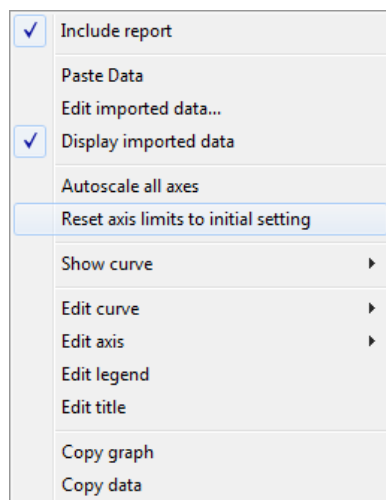 Include report
Paste Data
Edit imported data...
Display imported data
Autoscale all axes
Reset axis limits to initial setting
Show curve
Edit curve
Edit axis
Edit legend
Edit title
Copy graph
Copy data